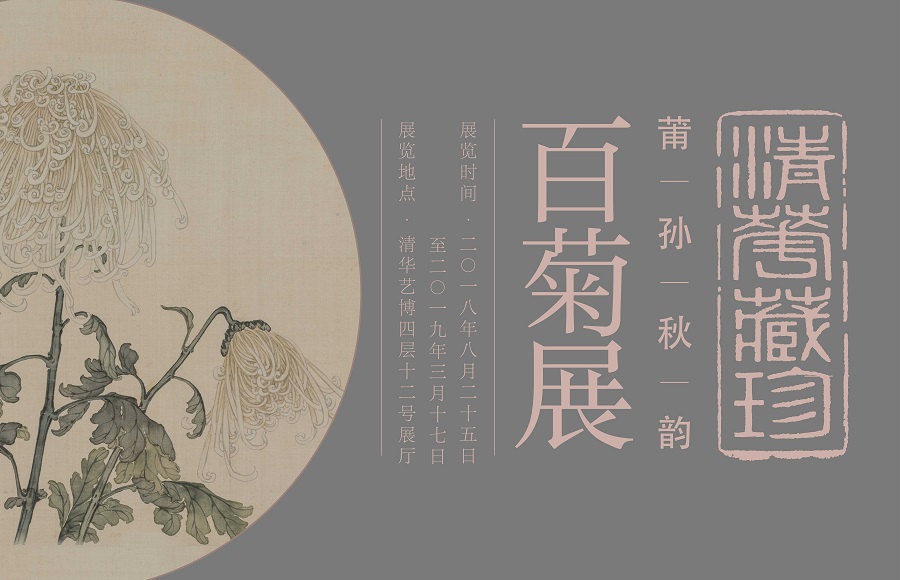 清华藏珍
莆孙秋韵
百菊展
展览时间·二〇一八年八月二十五日
至二〇一九年三月十七日
展览地点·清华艺博四层十二号展厅